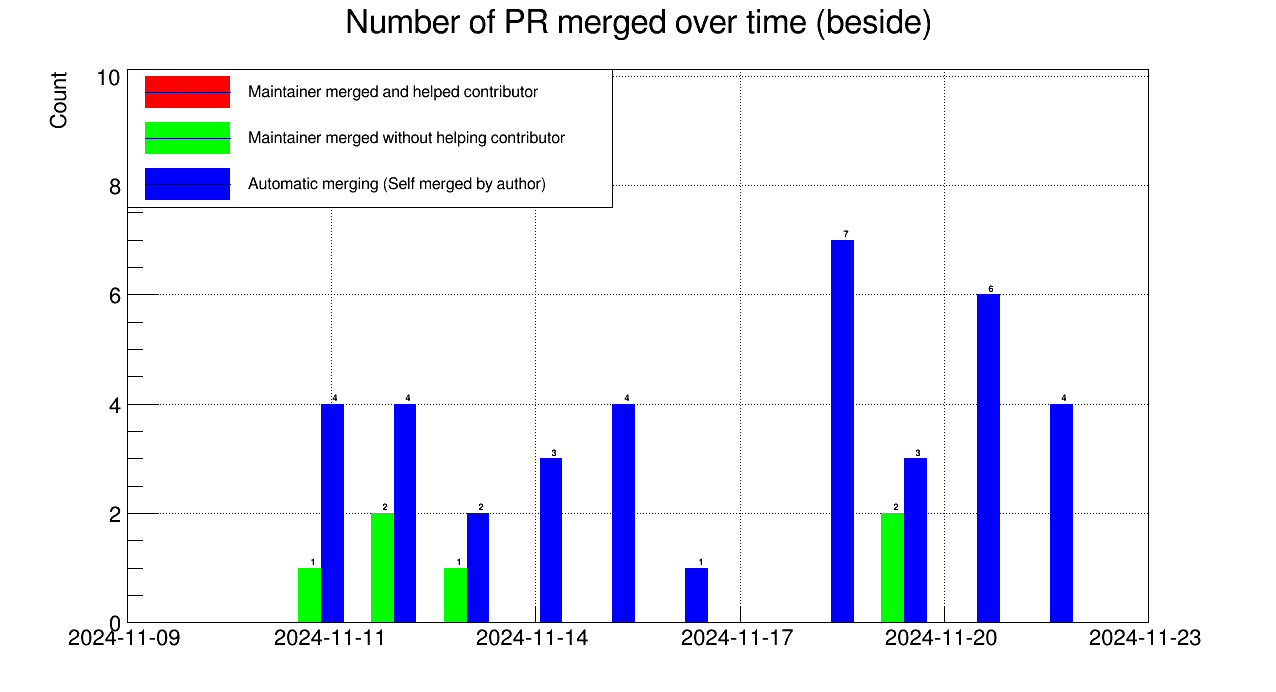 Number of PR merged over time (beside)
Count
10
Maintainer merged and helped contributor
Maintainer merged without helping contributor
8
Automatic merging (Self merged by author)
7
6
6
4
4 4 4 4
3 3
2
2 2 2
1 1 1
0
2024-11-09 2024-11-11 2024-11-14 2024-11-17 2024-11-20 2024-11-23